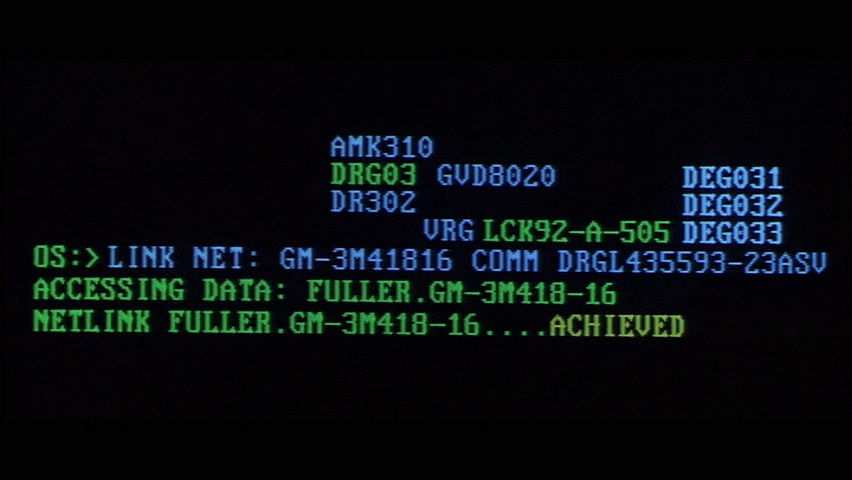 AMK310
DRG03 GVD8020 DEG031
DR302 DEG032
VRG LCK92-A-505 DEG033
OS:> LINK NET: GM-3M41816 COMM DRGL435593-23ASV
ACCESSING DATA: FULLER.GM-3M418-16
NETLINK FULLER.GM-3M418-16....ACHIEVED